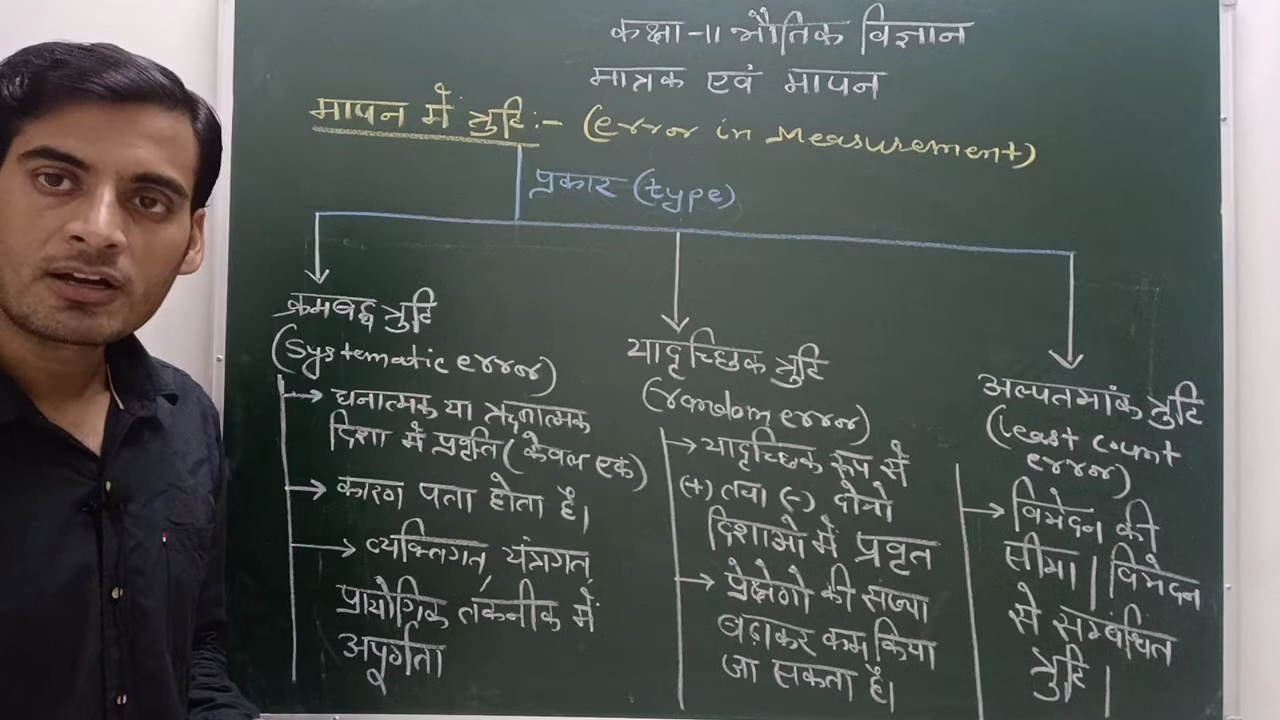 कक्षा-11 भौतिक विज्ञान
मात्रक एवं मापन
मापन में त्रुटि:- (error in Measurement)
प्रकार (type)
क्रमबद्ध त्रुटि
(Systematic error)
→ धनात्मक या ऋणात्मक
दिशा में प्रवृति (केवल एक)
→ कारण पता होता है।
→ व्यक्तिगत, यंत्रगत,
प्रायोगिक तकनीक में
अपूर्णता
यादृच्छिक त्रुटि
(random error)
→ यादृच्छिक रूप से
(+) तथा (-) दोनो
दिशाओ में प्रवृत
→ प्रेक्षेणो की संख्या
बढ़ाकर कम किया
जा सकता है।
अल्पतमांक त्रुटि
(least count
error)
→ विभेदन की
सीमा / विभेदन
से सम्बंधित
त्रुटि।